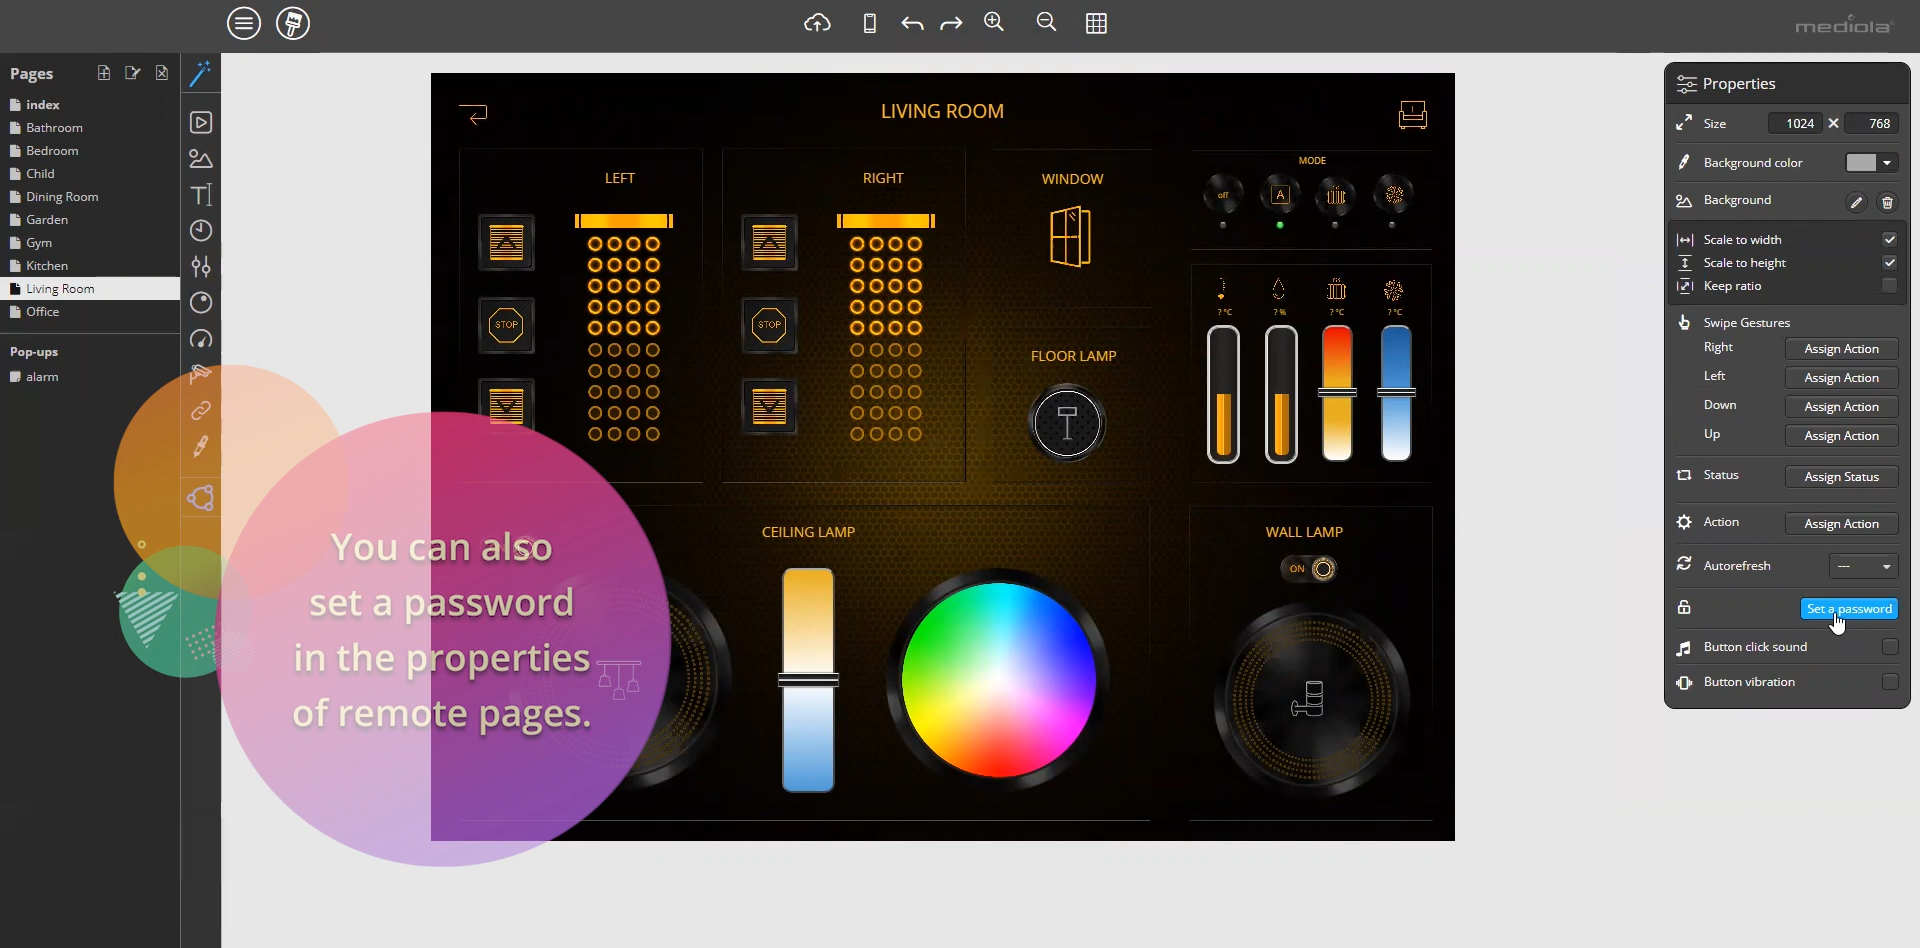 mediola
Pages
index
Bathroom
Bedroom
Child
Dining Room
Garden
Gym
Kitchen
Living Room
Office
Pop-ups
alarm
LIVING ROOM
LEFT
STOP
RIGHT
STOP
WINDOW
FLOOR LAMP
MODE
off
A
? °C
? %
? °C
? °C
CEILING LAMP
WALL LAMP
ON
You can also
set a password
in the properties
of remote pages.
Properties
Size 1024 X 768
Background color
Background
Scale to width
Scale to height
Keep ratio
Swipe Gestures
Right Assign Action
Left Assign Action
Down Assign Action
Up Assign Action
Status Assign Status
Action Assign Action
Autorefresh ---
Set a password
Button click sound
Button vibration